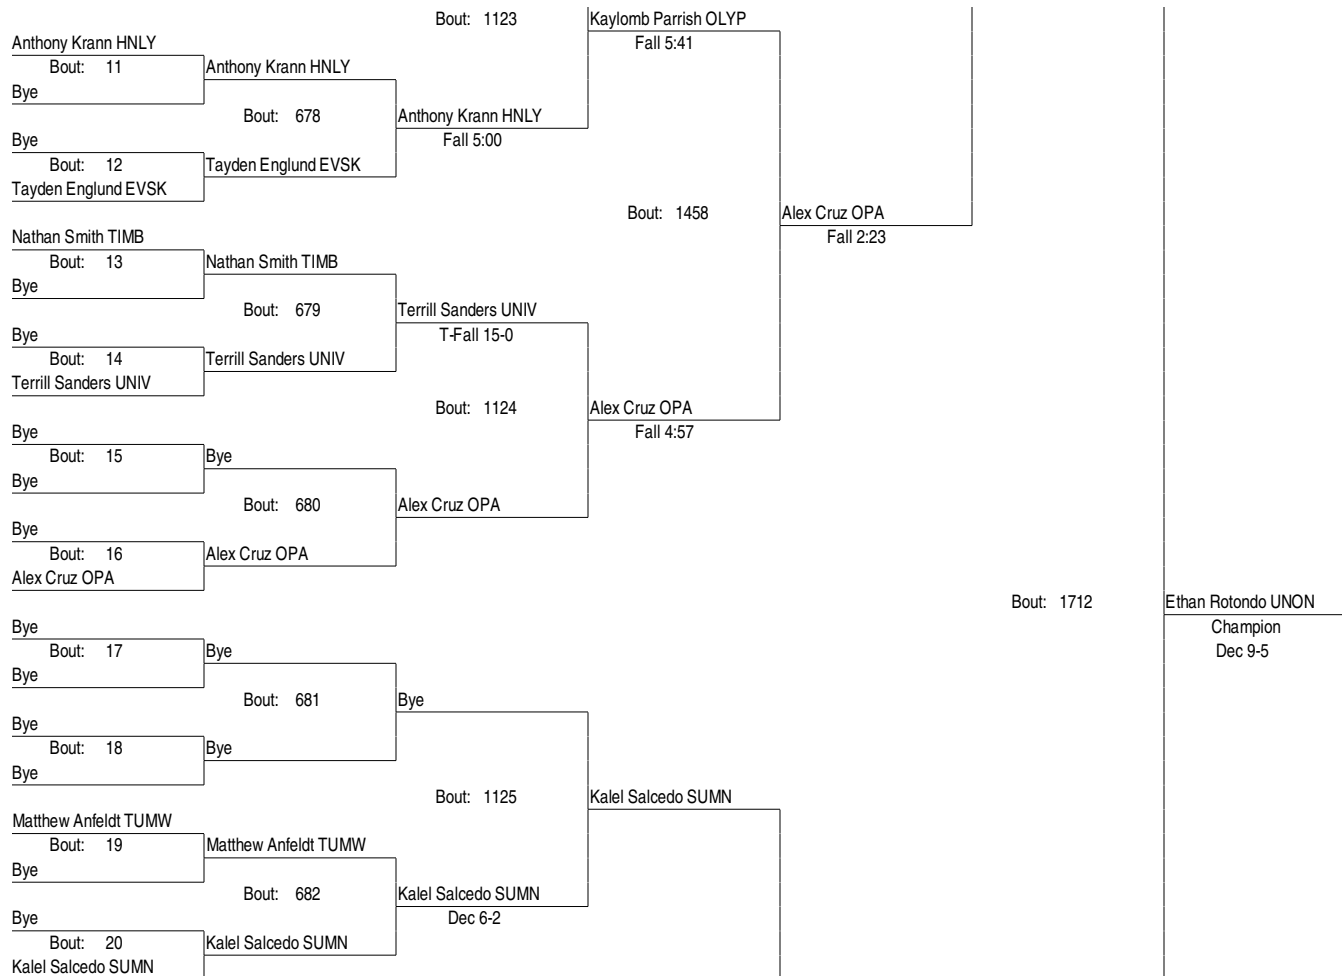 Bout: 1123 Kaylomb Parrish OLYP
Anthony Krann HNLY Fall 5:41
Bout: 11 Anthony Krann HNLY
Bye
Bout: 678 Anthony Krann HNLY
Bye Fall 5:00
Bout: 12 Tayden Englund EVSK
Tayden Englund EVSK
Bout: 1458 Alex Cruz OPA
Nathan Smith TIMB Fall 2:23
Bout: 13 Nathan Smith TIMB
Bye
Bout: 679 Terrill Sanders UNIV
Bye T-Fall 15-0
Bout: 14 Terrill Sanders UNIV
Terrill Sanders UNIV
Bout: 1124 Alex Cruz OPA
Bye Fall 4:57
Bout: 15 Bye
Bye
Bout: 680 Alex Cruz OPA
Bye
Bout: 16 Alex Cruz OPA
Alex Cruz OPA
Bout: 1712 Ethan Rotondo UNON
Bye Champion
Bout: 17 Bye Dec 9-5
Bye
Bout: 681 Bye
Bye
Bout: 18 Bye
Bye
Bout: 1125 Kalel Salcedo SUMN
Matthew Anfeldt TUMW
Bout: 19 Matthew Anfeldt TUMW
Bye
Bout: 682 Kalel Salcedo SUMN
Bye Dec 6-2
Bout: 20 Kalel Salcedo SUMN
Kalel Salcedo SUMN